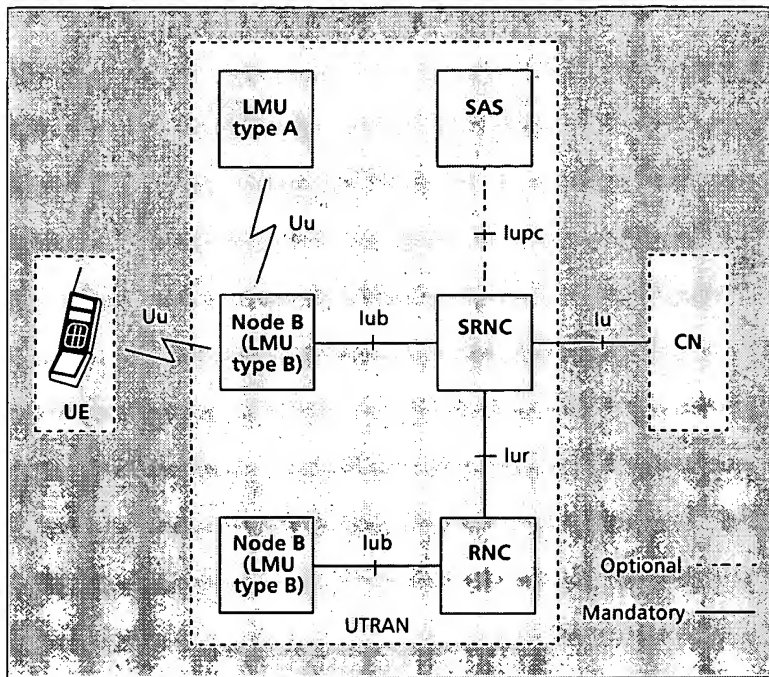 LMU
type A
SAS
Uu
Iupc
Uu
Node B
(LMU
type B)
Iub
SRNC
Iu
CN
UE
Iur
Node B
(LMU
type B)
Iub
RNC
Optional
Mandatory
UTRAN